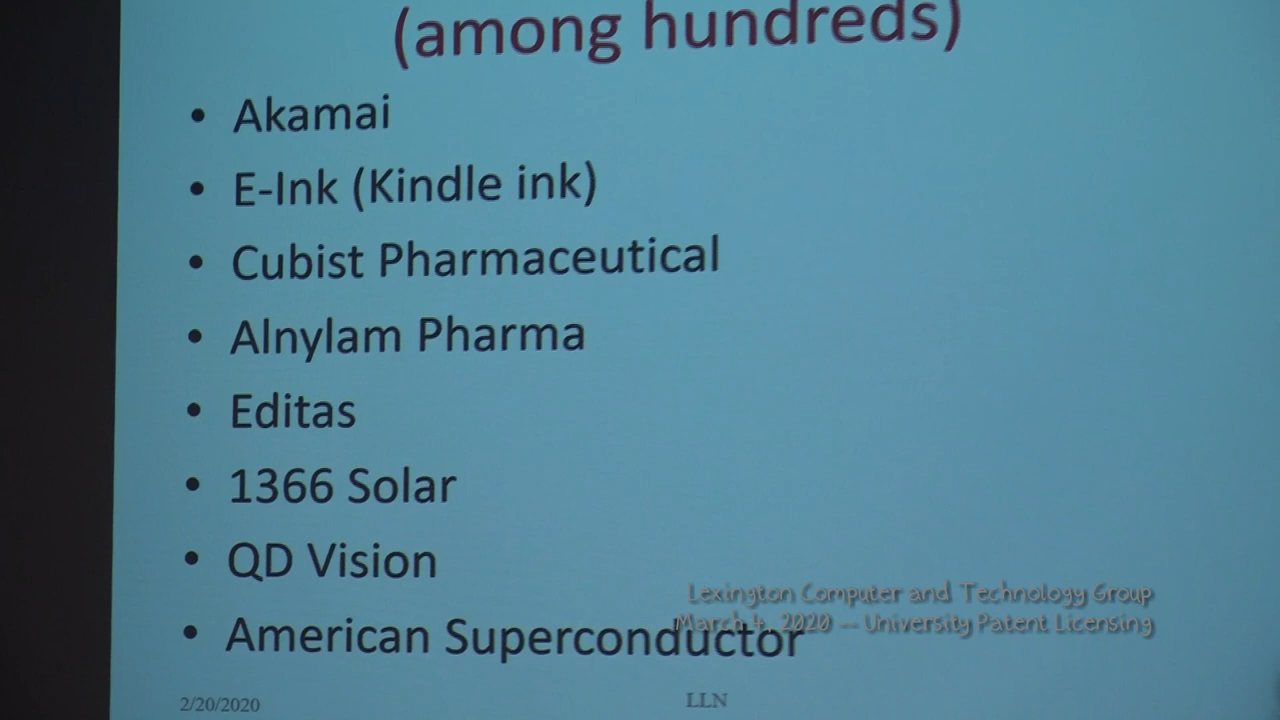 (among hundreds)
• Akamai
• E-Ink (Kindle ink)
• Cubist Pharmaceutical
• Alnylam Pharma
• Editas
• 1366 Solar
• QD Vision
• American Superconductor
Lexington Computer and Technology Group
March 4, 2020 -- University Patent Licensing
2/20/2020
LLN